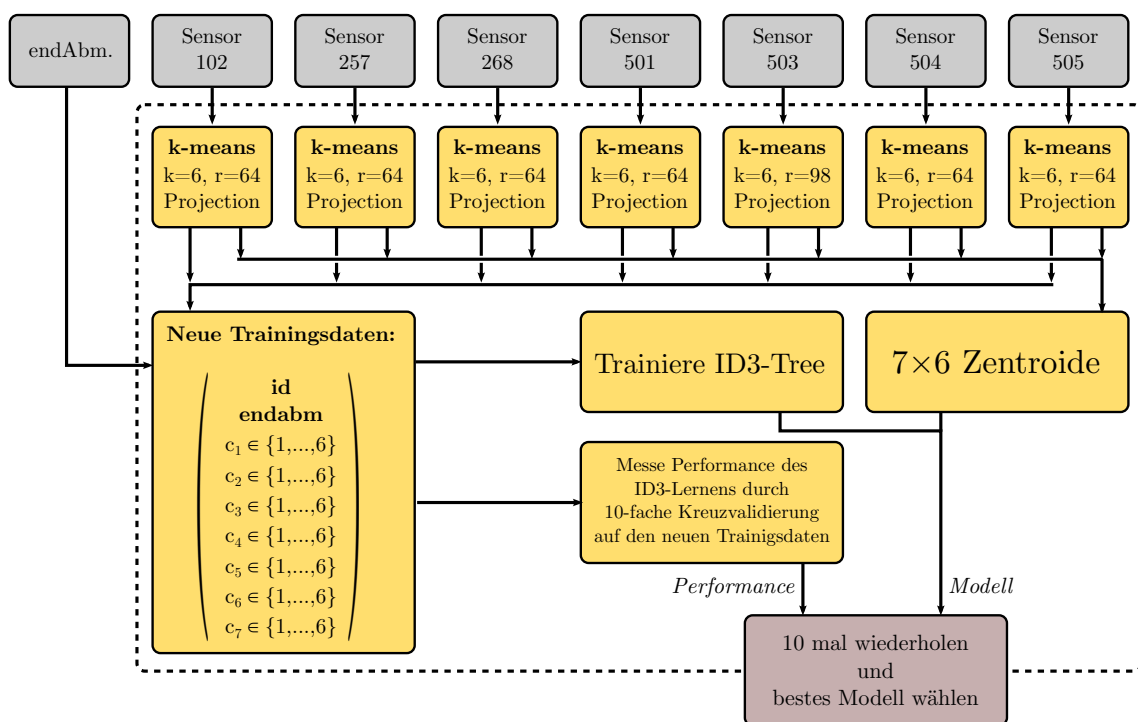 endAbm.
Sensor
102
Sensor
257
Sensor
268
Sensor
501
Sensor
503
Sensor
504
Sensor
505
k-means
k=6, r=64
Projection
k-means
k=6, r=64
Projection
k-means
k=6, r=64
Projection
k-means
k=6, r=64
Projection
k-means
k=6, r=98
Projection
k-means
k=6, r=64
Projection
k-means
k=6, r=64
Projection
Neue Trainingsdaten:
id
endabm
c₁ ∈ {1,...,6}
c₂ ∈ {1,...,6}
c₃ ∈ {1,...,6}
c₄ ∈ {1,...,6}
c₅ ∈ {1,...,6}
c₆ ∈ {1,...,6}
c₇ ∈ {1,...,6}
Trainiere ID3-Tree
7×6 Zentroide
Messe Performance des
ID3-Lernens durch
10-fache Kreuzvalidierung
auf den neuen Trainigsdaten
Performance
Modell
10 mal wiederholen
und
bestes Modell wählen